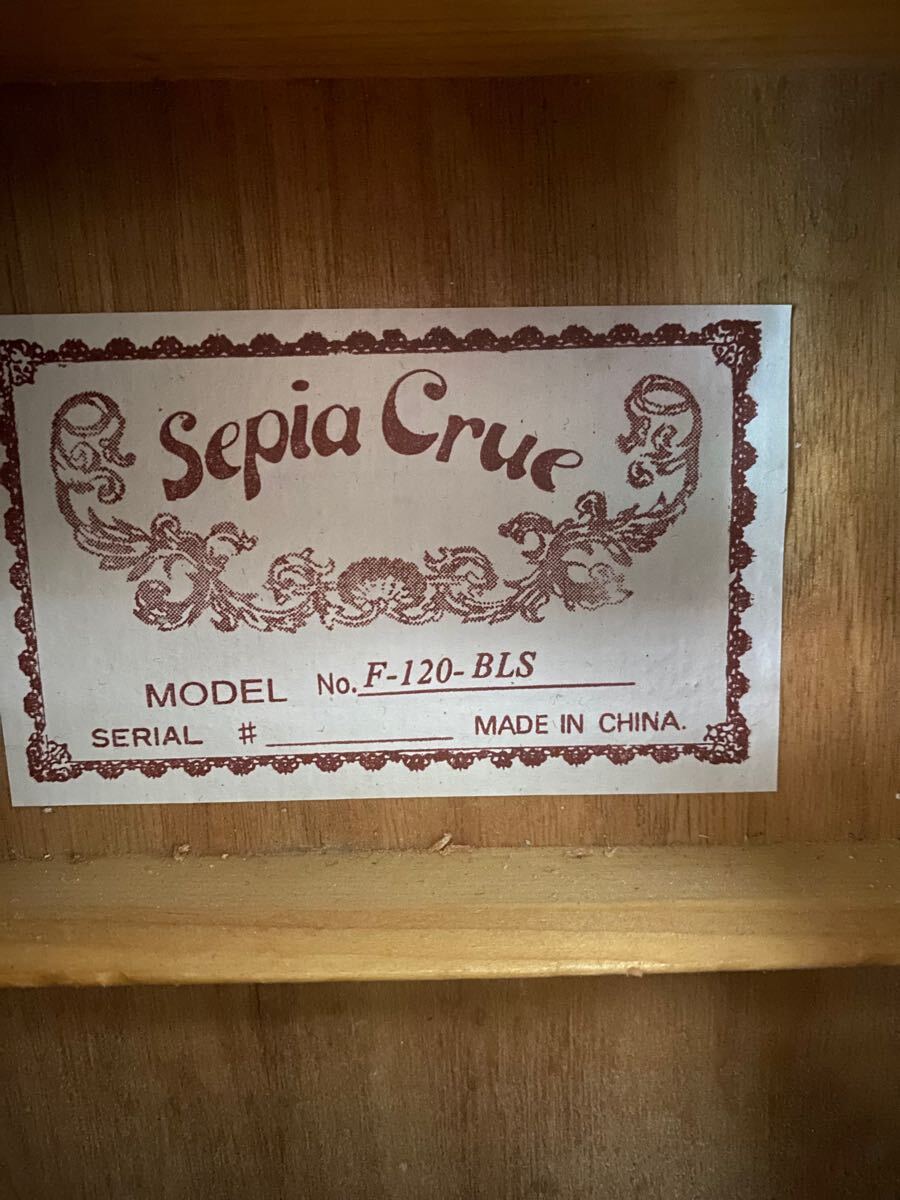 Sepia Crue
MODEL No. F-120-BLS
SERIAL # MADE IN CHINA.